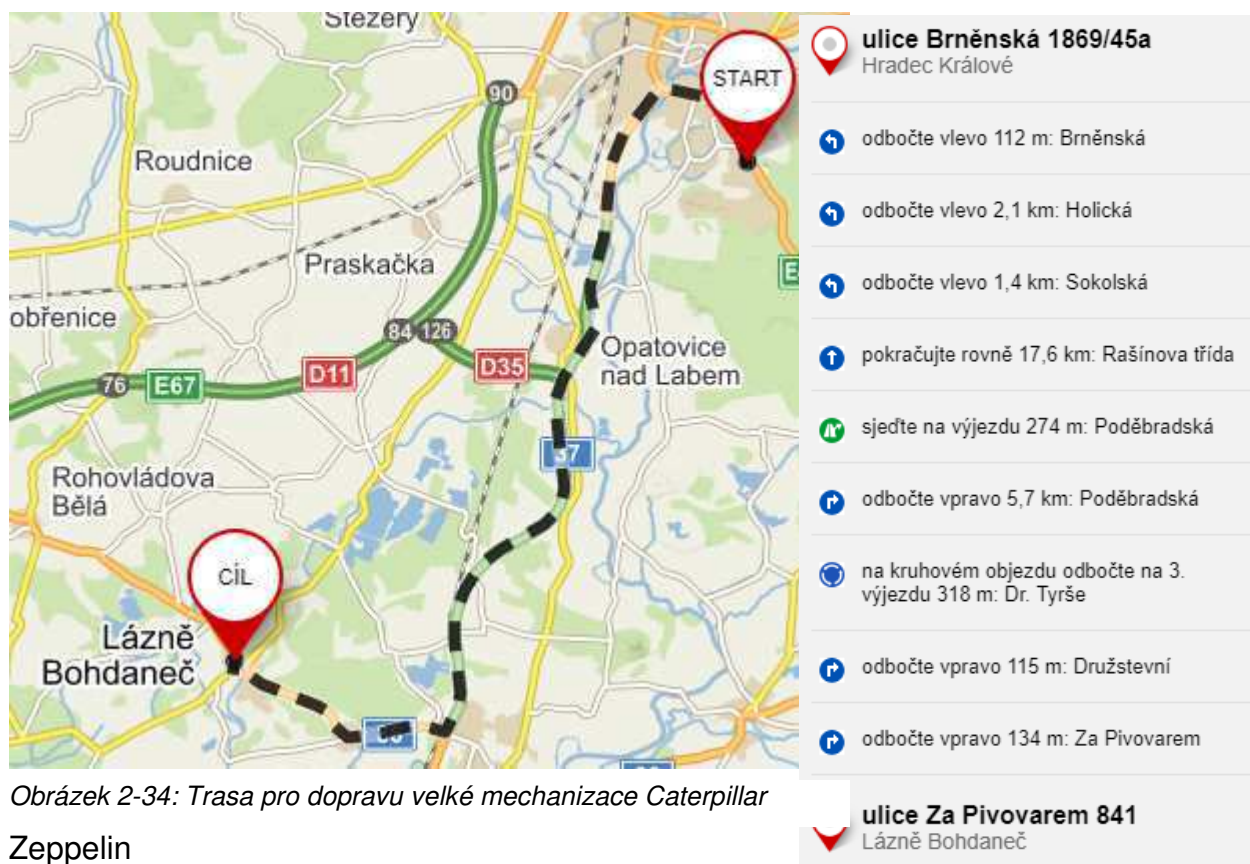 Stěžery
START
90
Roudnice
Praskačka
obřenice
84
126
Opatovice
nad Labem
D35
D11
76
E67
37
Rohovládova
Bělá
CÍL
Lázně
Bohdaneč
Obrázek 2-34: Trasa pro dopravu velké mechanizace Caterpillar
Zeppelin
ulice Brněnská 1869/45a
Hradec Králové
odbočte vlevo 112 m: Brněnská
odbočte vlevo 2,1 km: Holická
odbočte vlevo 1,4 km: Sokolská
pokračujte rovně 17,6 km: Rašínova třída
sjeďte na výjezdu 274 m: Poděbradská
odbočte vpravo 5,7 km: Poděbradská
na kruhovém objezdu odbočte na 3.
výjezdu 318 m: Dr. Tyrše
odbočte vpravo 115 m: Družstevní
odbočte vpravo 134 m: Za Pivovarem
ulice Za Pivovarem 841
Lázně Bohdaneč